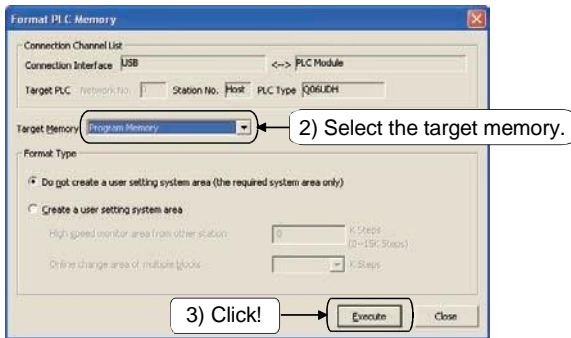 Format PLC Memory
Connection Channel List
Connection Interface USB <--> PLC Module
Target PLC Network No. 0 Station No. Host PLC Type Q06UDH
Target Memory Program Memory
2) Select the target memory.
Format Type
Do not create a user setting system area (the required system area only)
Create a user setting system area
High speed monitor area from other station 0 K Steps
(0--15K Steps)
Online change area of multiple blocks K Steps
3) Click!
Execute
Close